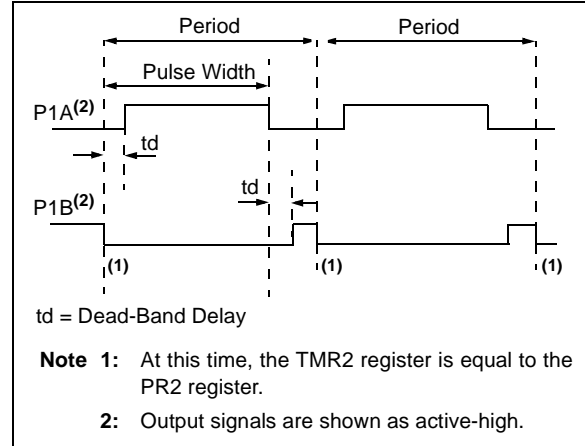 Period Period
Pulse Width
P1A(2)
td
td
P1B(2)
(1) (1) (1)
td = Dead-Band Delay
Note 1: At this time, the TMR2 register is equal to the
PR2 register.
2: Output signals are shown as active-high.